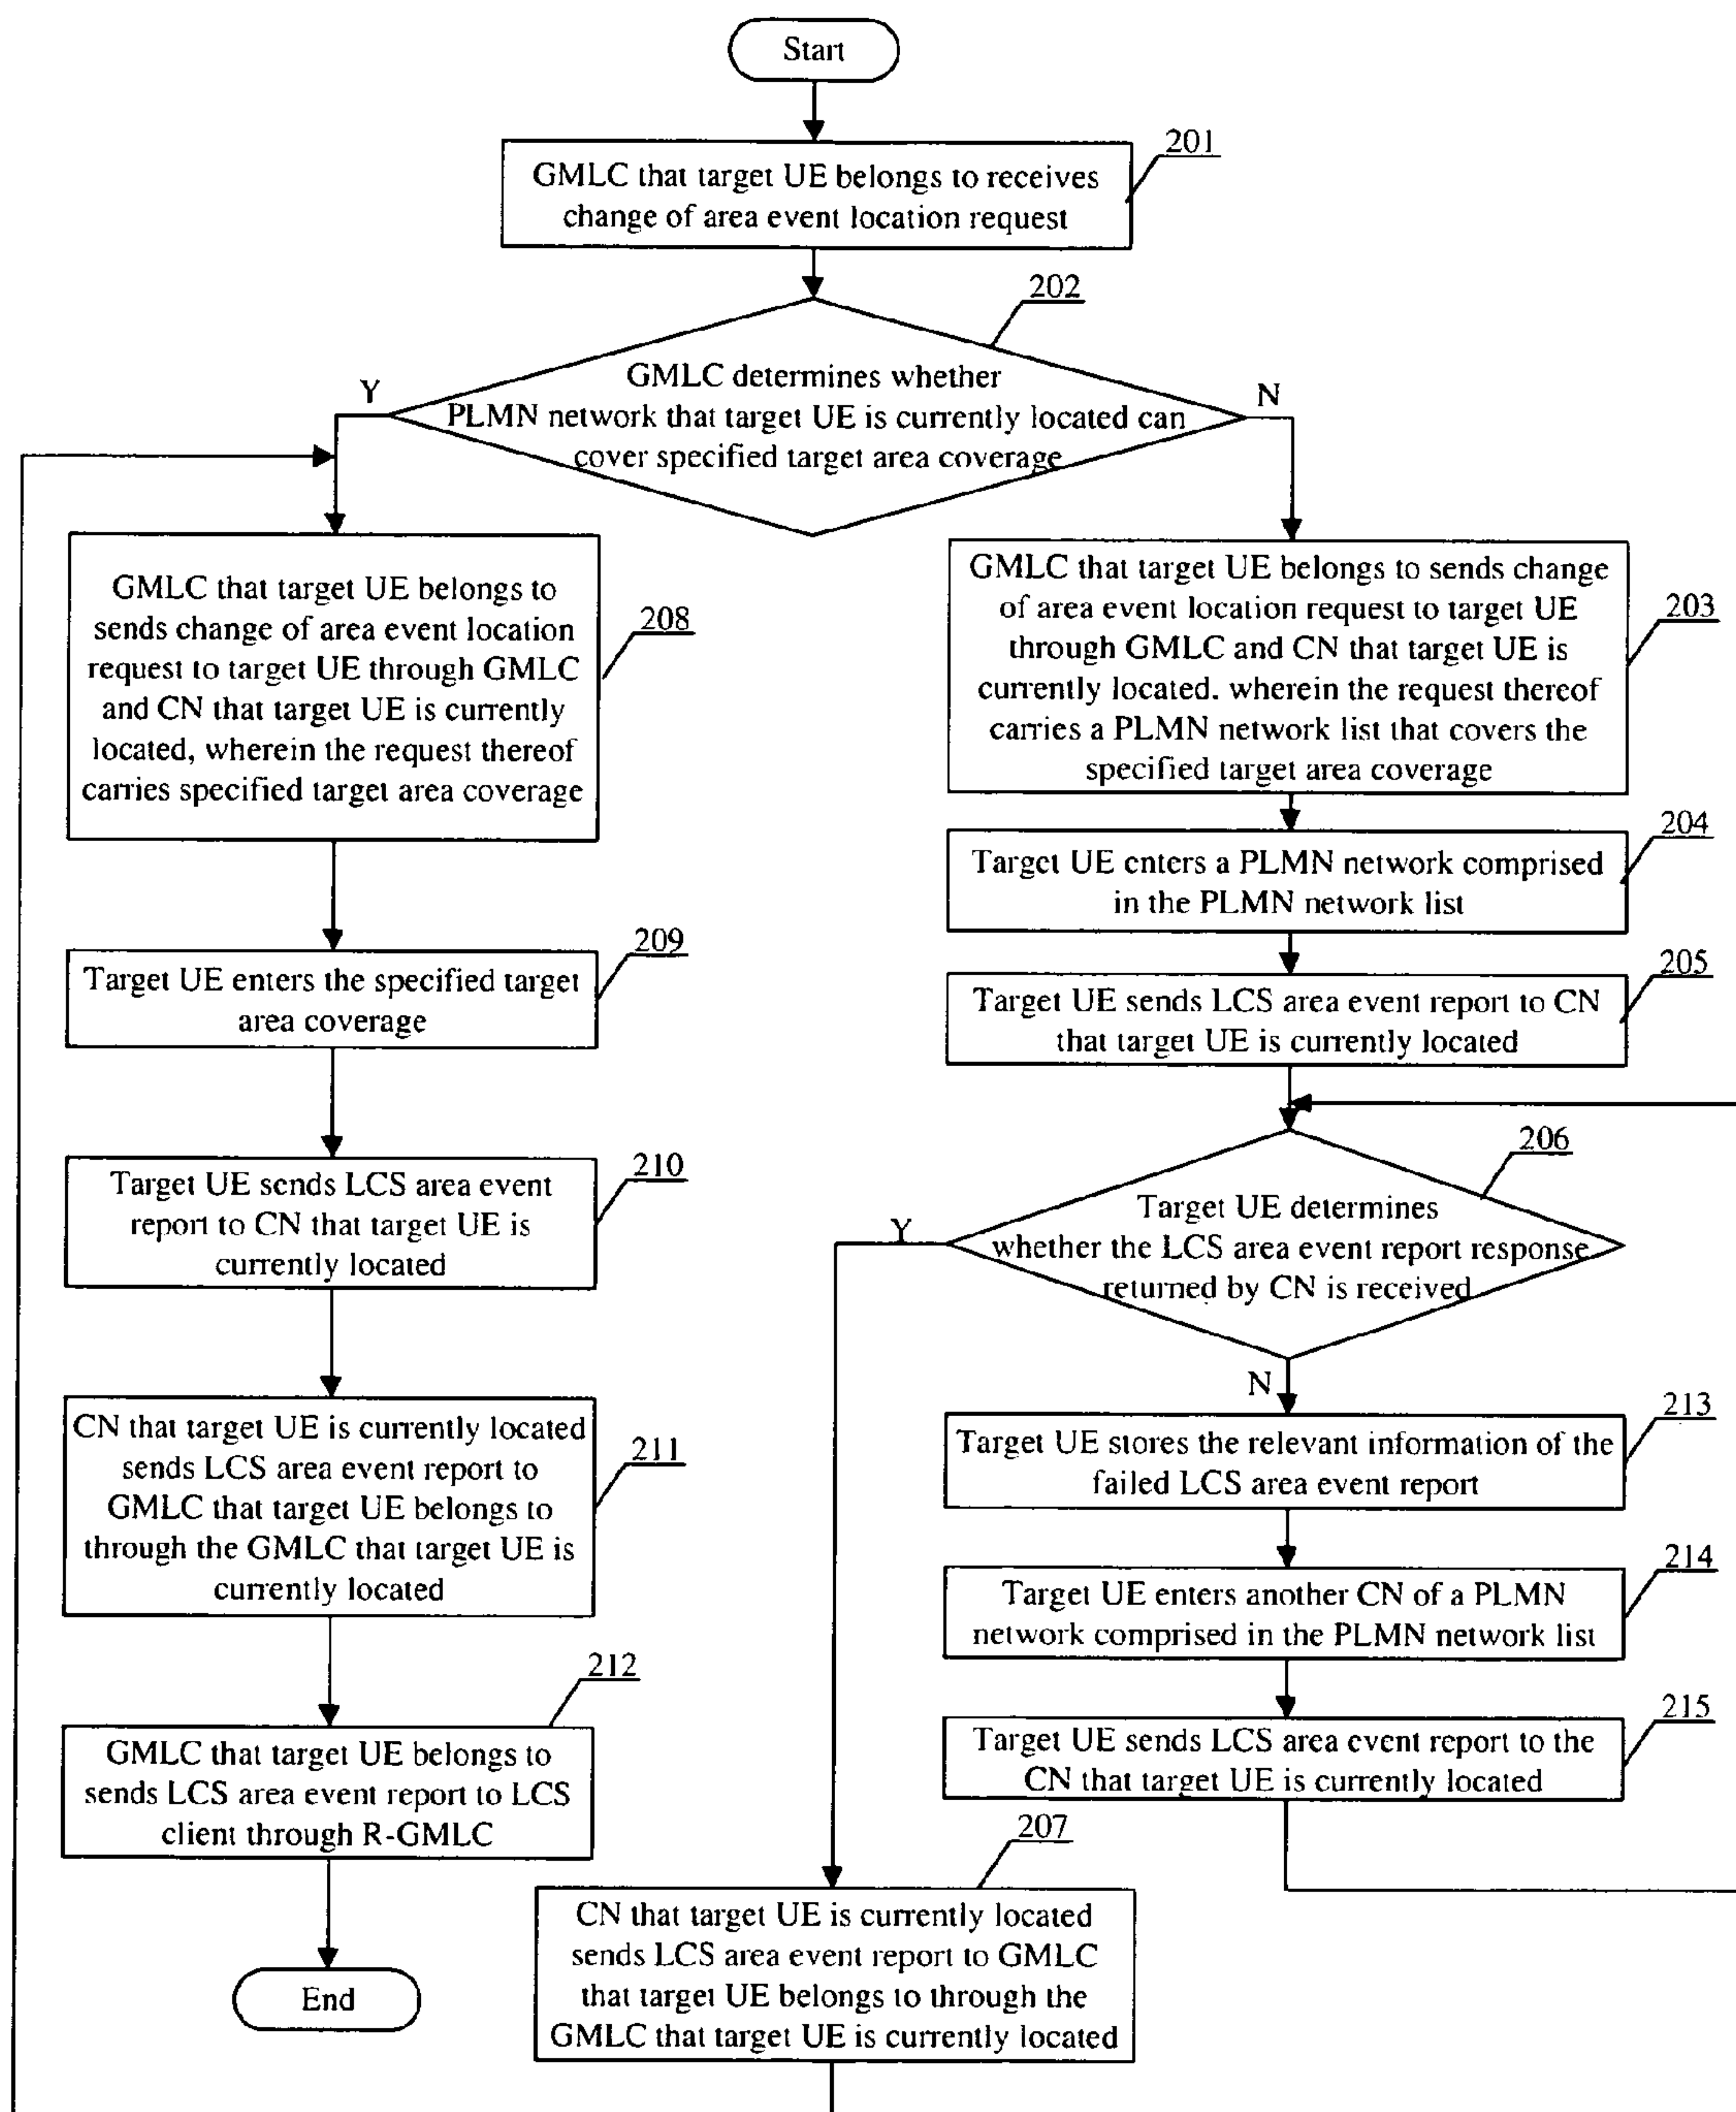 Start
201
GMLC that target UE belongs to receives
change of area event location request
202
GMLC determines whether
PLMN network that target UE is currently located can
cover specified target area coverage
Y
N
GMLC that target UE belongs to
sends change of area event location
request to target UE through GMLC
and CN that target UE is currently
located, wherein the request thereof
carries specified target area coverage
208
GMLC that target UE belongs to sends change
of area event location request to target UE
through GMLC and CN that target UE is
currently located. wherein the request thereof
carries a PLMN network list that covers the
specified target area coverage
203
204
Target UE enters a PLMN network comprised
in the PLMN network list
209
Target UE enters the specified target
area coverage
205
Target UE sends LCS area event report to CN
that target UE is currently located
210
Target UE sends LCS area event
report to CN that target UE is
currently located
206
Target UE determines
whether the LCS area event report response
returned by CN is received
Y
N
CN that target UE is currently located
sends LCS area event report to
GMLC that target UE belongs to
through the GMLC that target UE is
currently located
211
213
Target UE stores the relevant information of the
failed LCS area event report
214
Target UE enters another CN of a PLMN
network comprised in the PLMN network list
212
GMLC that target UE belongs to
sends LCS area event report to LCS
client through R-GMLC
215
Target UE sends LCS area event report to the
CN that target UE is currently located
207
CN that target UE is currently located
sends LCS area event report to GMLC
that target UE belongs to through the
GMLC that target UE is currently located
End